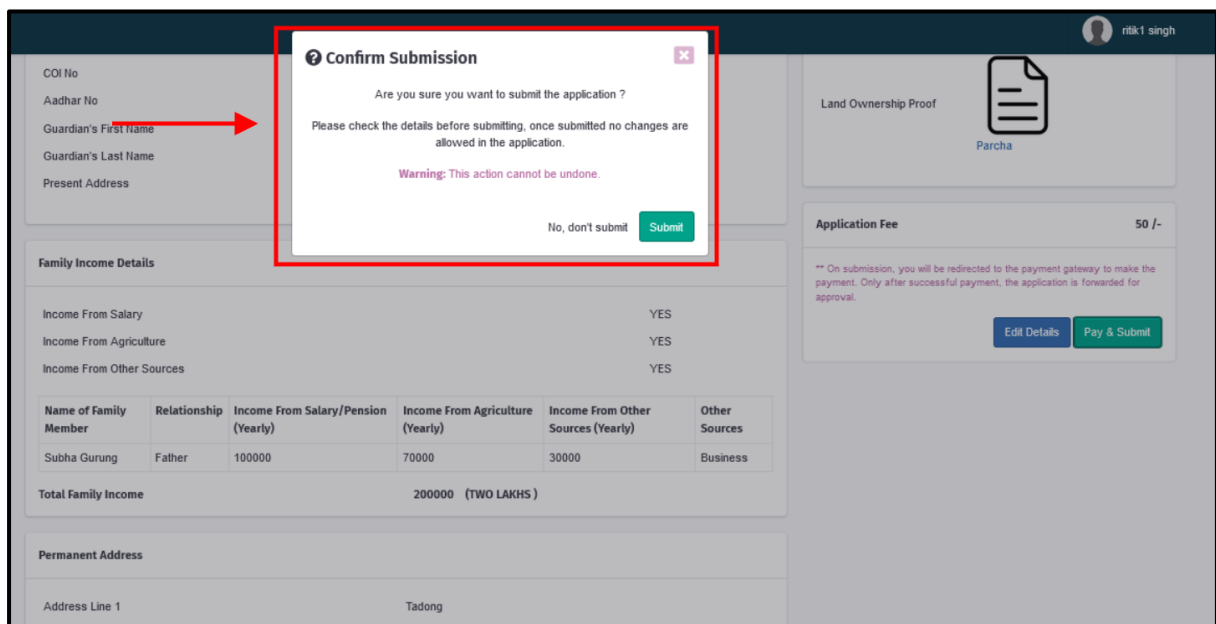 ritik1 singh
Confirm Submission
Are you sure you want to submit the application ?
Please check the details before submitting, once submitted no changes are
allowed in the application.
Warning: This action cannot be undone.
No, don't submit Submit
COI No
Aadhar No
Guardian's First Name
Guardian's Last Name
Present Address
Land Ownership Proof
Parcha
Family Income Details
Income From Salary YES
Income From Agriculture YES
Income From Other Sources YES
Name of Family Member Relationship Income From Salary/Pension (Yearly) Income From Agriculture (Yearly) Income From Other Sources (Yearly) Other Sources
Subha Gurung Father 100000 70000 30000 Business
Total Family Income 200000 (TWO LAKHS )
Application Fee 50 /-
** On submission, you will be redirected to the payment gateway to make the
payment. Only after successful payment, the application is forwarded for
approval.
Edit Details Pay & Submit
Permanent Address
Address Line 1 Tadong